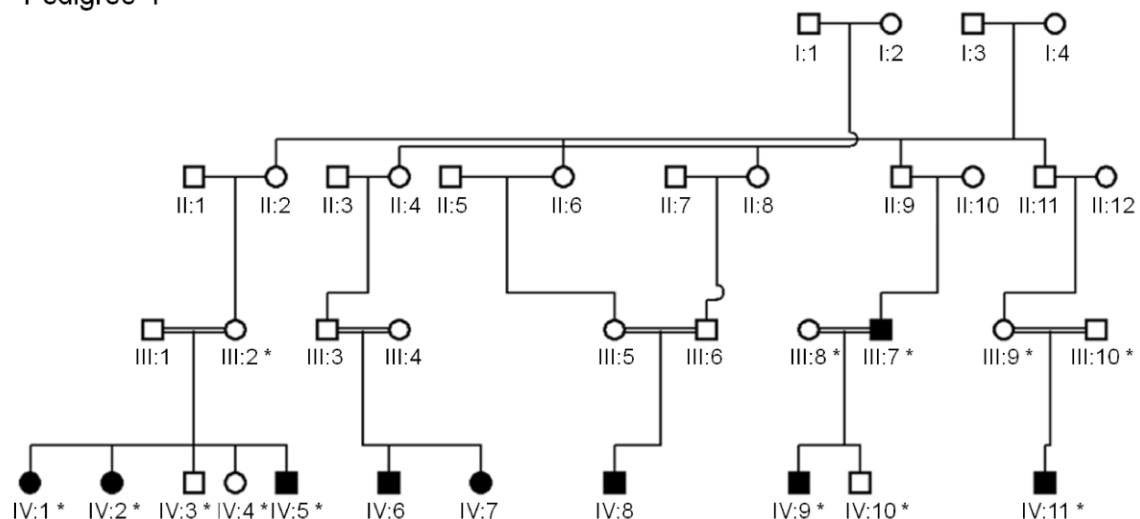 I:1 I:2 I:3 I:4
II:1 II:2 II:3 II:4 II:5 II:6 II:7 II:8 II:9 II:10 II:11 II:12
III:1 III:2 * III:3 III:4 III:5 III:6 III:8 * III:7 * III:9 * III:10 *
IV:1 * IV:2 * IV:3 * IV:4 * IV:5 * IV:6 IV:7 IV:8 IV:9 * IV:10 * IV:11 *